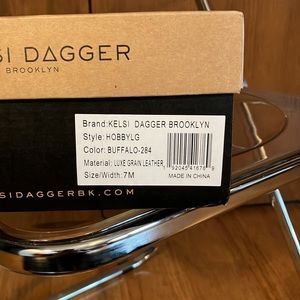 SI DAGGER
BROOKLYN
Brand:KELSI DAGGER BROOKLYN
Style: HOBBYLG
Color: BUFFALO-284
Material: LUXE GRAIN LEATHER
Size/Width: 7M
MADE IN CHINA
SIDAGGERBK.COM